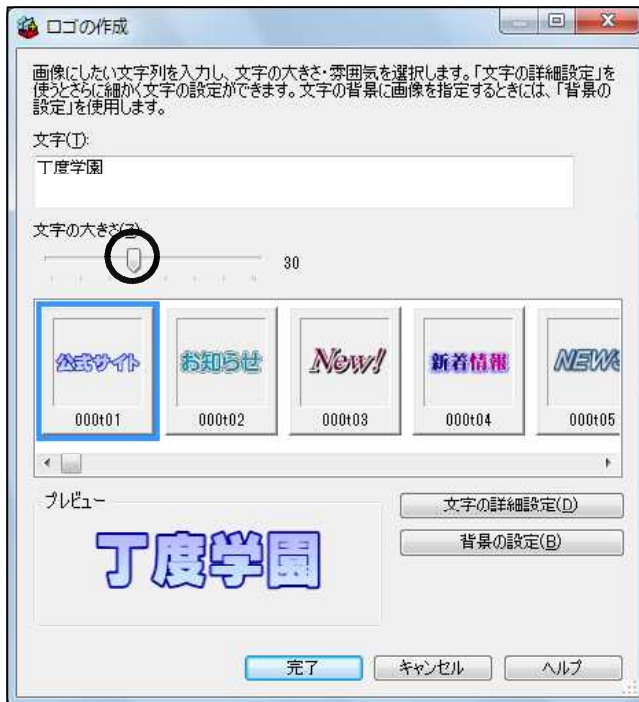 ロゴの作成
画像にしたい文字列を入力し、文字の大きさ・雰囲気を選択します。「文字の詳細設定」を
使うとさらに細かく文字の設定ができます。文字の背景に画像を指定するときには、「背景の
設定」を使用します。
文字(T):
丁度学園
文字の大きさ(Z):
30
公式サイト
お知らせ
New!
新着情報
000t01
000t02
000t03
000t04
000t05
プレビュー
丁度学園
文字の詳細設定(D)
背景の設定(B)
完了
キャンセル
ヘルプ